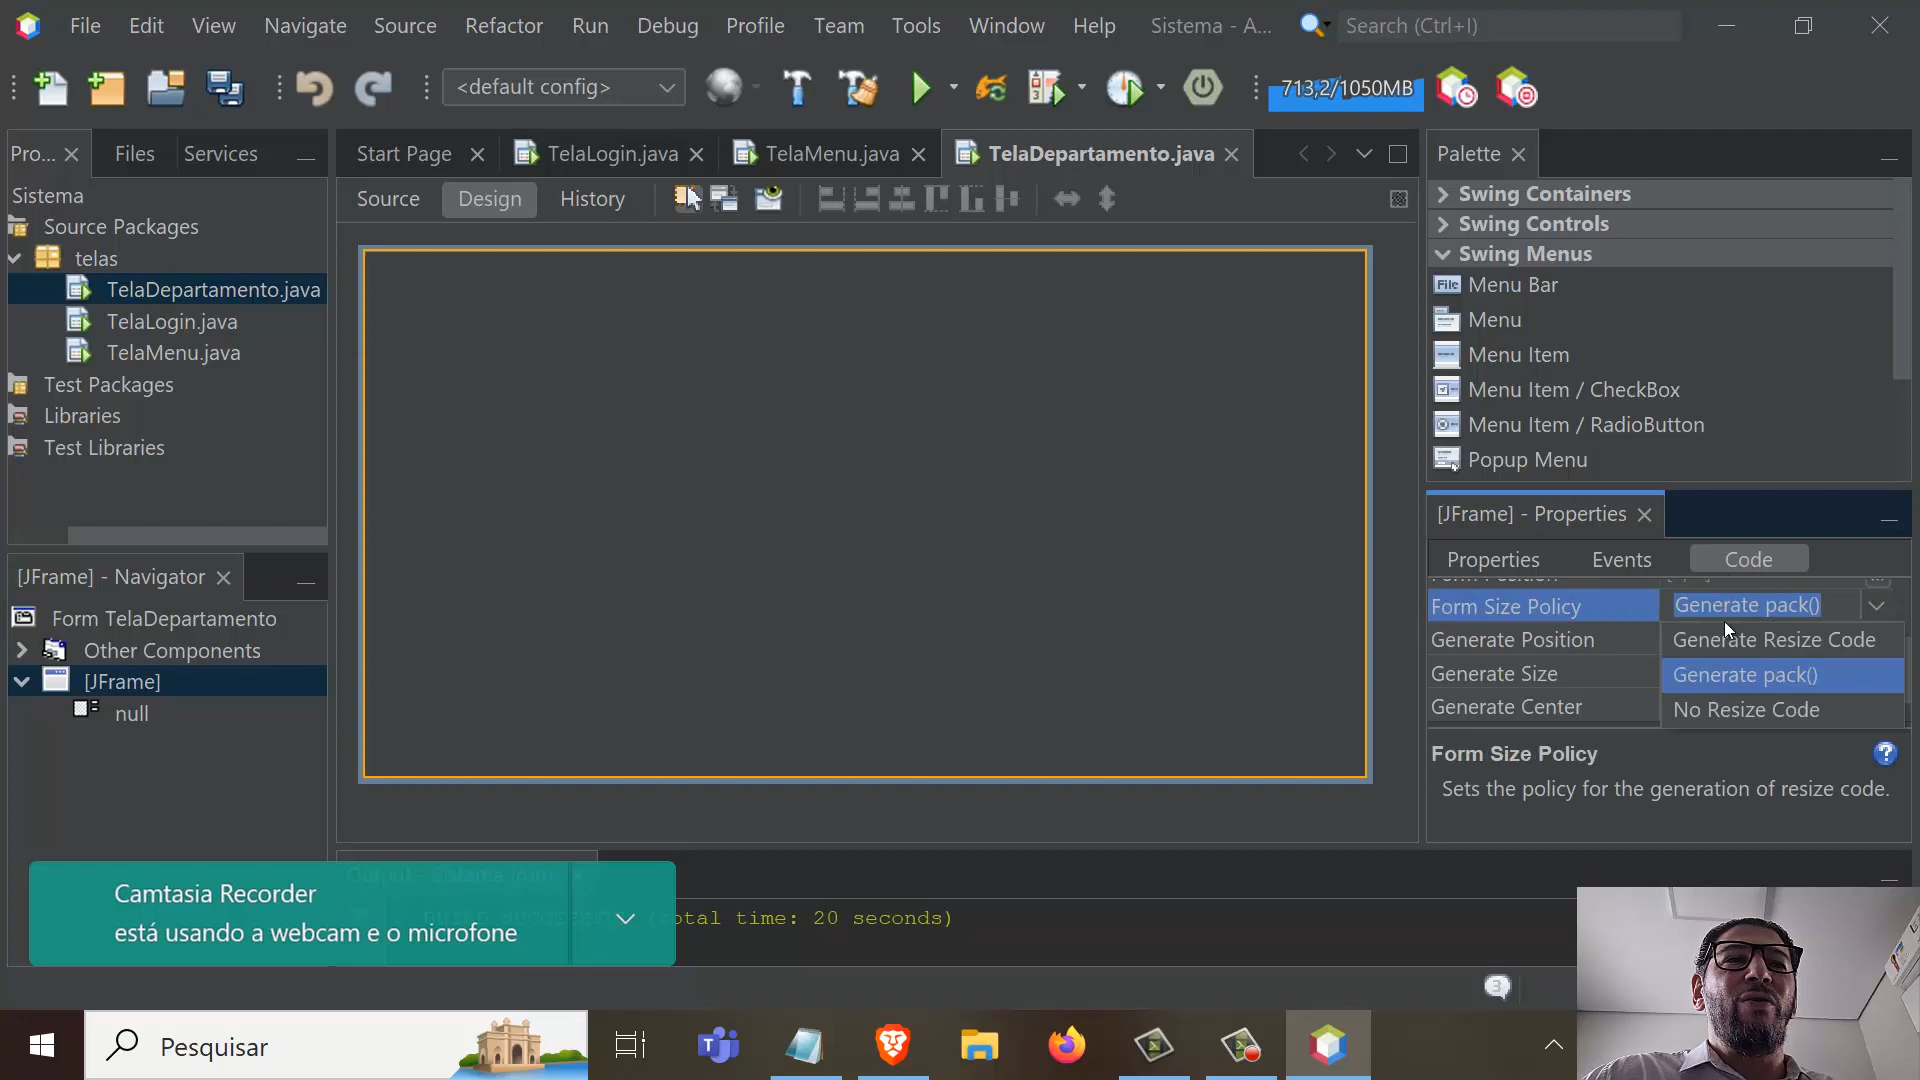 File Edit View Navigate Source Refactor Run Debug Profile Team Tools Window Help Sistema - A... Search (Ctrl+I)
<default config> 713,2/1050MB
Pro... Files Services
Start Page TelaLogin.java TelaMenu.java TelaDepartamento.java
Palette
Source Design History
Sistema
Source Packages
telas
TelaDepartamento.java
TelaLogin.java
TelaMenu.java
Test Packages
Libraries
Test Libraries
Swing Containers
Swing Controls
Swing Menus
File Menu Bar
Menu
Menu Item
Menu Item / CheckBox
Menu Item / RadioButton
Popup Menu
[JFrame] - Navigator
Form TelaDepartamento
Other Components
[JFrame]
null
[JFrame] - Properties
Properties Events Code
Form Size Policy Generate pack()
Generate Position Generate Resize Code
Generate Size Generate pack()
Generate Center No Resize Code
Form Size Policy
Sets the policy for the generation of resize code.
Camtasia Recorder
está usando a webcam e o microfone
total time: 20 seconds)
3
Pesquisar